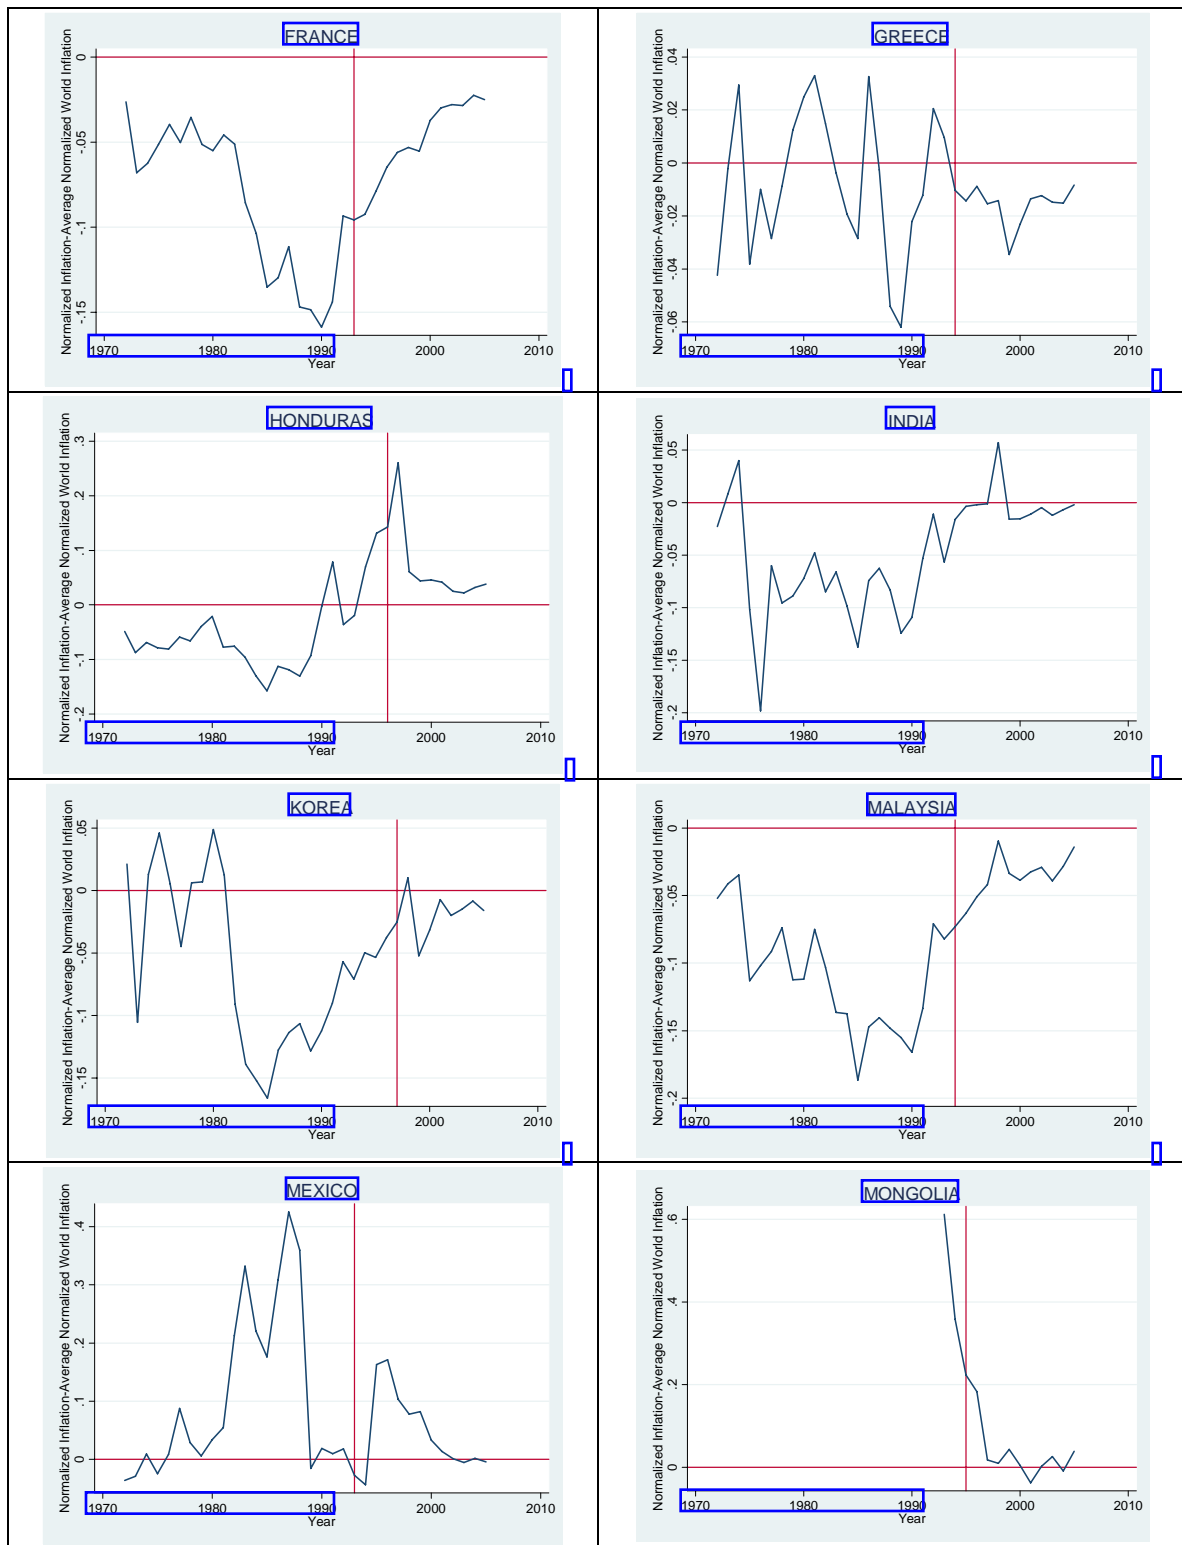 FRANCE
Normalized Inflation-Average Normalized World Inflation
0
-.05
-.1
-.15
1970 1980 1990 2000 2010
Year
GREECE
Normalized Inflation-Average Normalized World Inflation
.04
.02
0
-.02
-.04
-.06
1970 1980 1990 2000 2010
Year
HONDURAS
Normalized Inflation-Average Normalized World Inflation
.3
.2
.1
0
-.1
-.2
1970 1980 1990 2000 2010
Year
INDIA
Normalized Inflation-Average Normalized World Inflation
.05
0
-.05
-.1
-.15
-.2
1970 1980 1990 2000 2010
Year
KOREA
Normalized Inflation-Average Normalized World Inflation
.05
0
-.05
-.1
-.15
1970 1980 1990 2000 2010
Year
MALAYSIA
Normalized Inflation-Average Normalized World Inflation
0
-.05
-.1
-.15
-.2
1970 1980 1990 2000 2010
Year
MEXICO
Normalized Inflation-Average Normalized World Inflation
.4
.3
.2
.1
0
1970 1980 1990 2000 2010
Year
MONGOLIA
Normalized Inflation-Average Normalized World Inflation
.6
.4
.2
0
1970 1980 1990 2000 2010
Year